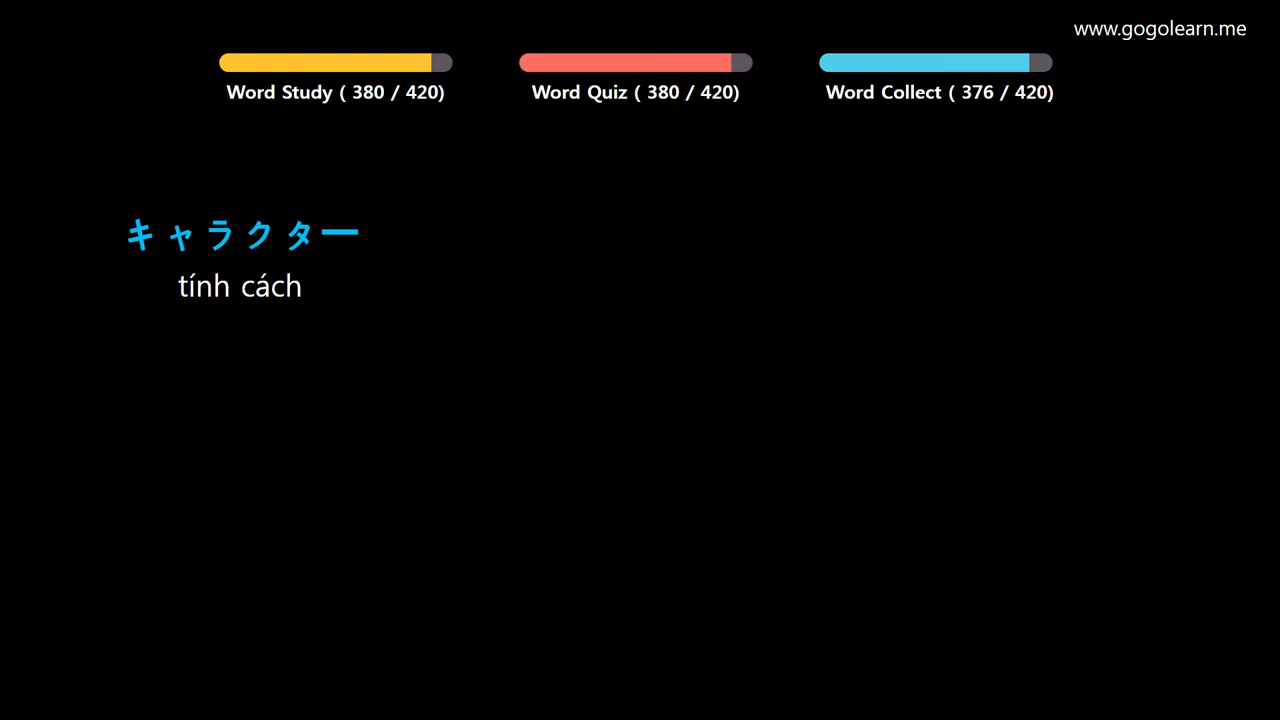 www.gogolearn.me
Word Study ( 380 / 420)
Word Quiz ( 380 / 420)
Word Collect ( 376 / 420)
キャラクター
tính cách